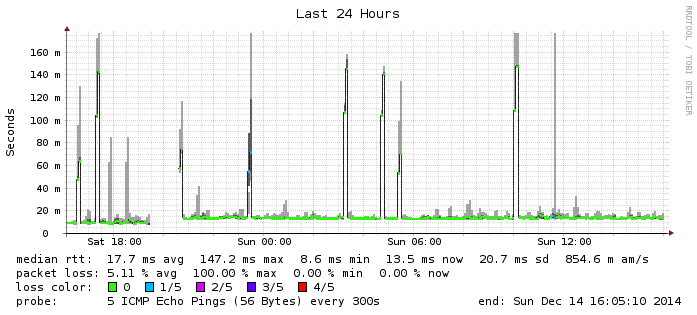 Last 24 Hours
RRDTOOL / TOBI OETIKER
Seconds
160 m
140 m
120 m
100 m
80 m
60 m
40 m
20 m
0
Sat 18:00 Sun 00:00 Sun 06:00 Sun 12:00
median rtt: 17.7 ms avg 147.2 ms max 8.6 ms min 13.5 ms now 20.7 ms sd 854.6 m am/s
packet loss: 5.11 % avg 100.00 % max 0.00 % min 0.00 % now
loss color: 0 1/5 2/5 3/5 4/5
probe: 5 ICMP Echo Pings (56 Bytes) every 300s end: Sun Dec 14 16:05:10 2014